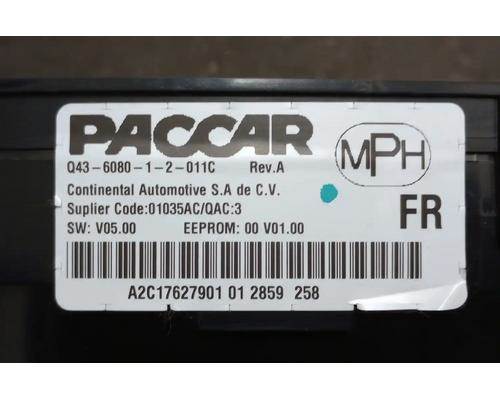 PACCAR
MPH
Q43-6080-1-2-011C Rev.A
Continental Automotive S.A de C.V.
Suplier Code:01035AC/QAC:3
FR
SW: V05.00 EEPROM: 00 V01.00
A2C17627901 01 2859 258